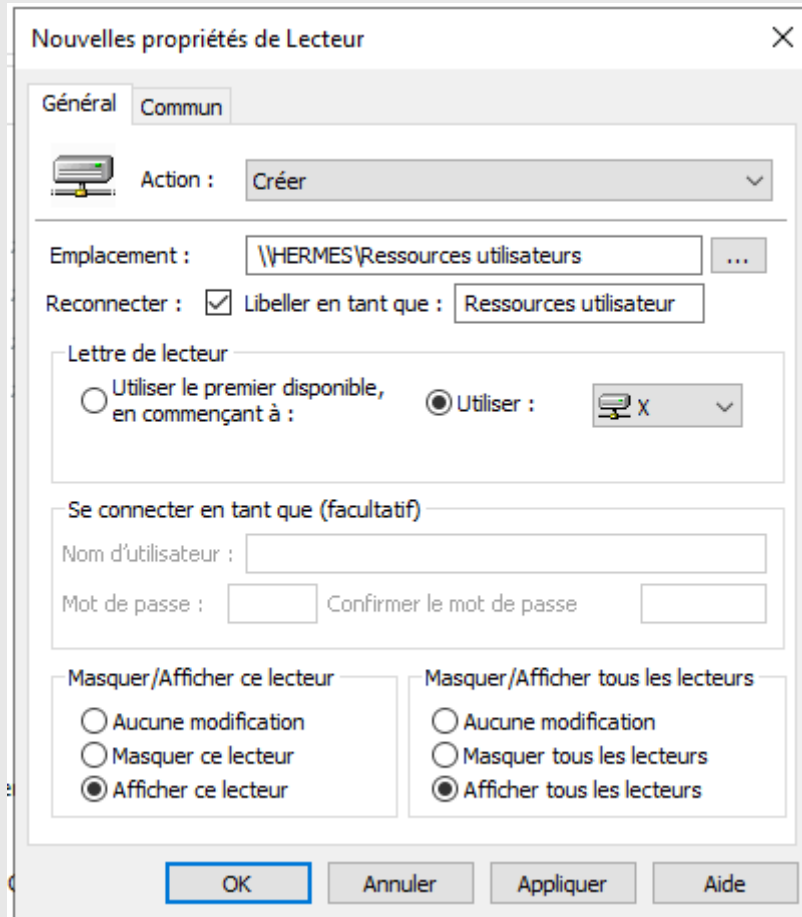 Nouvelles propriétés de Lecteur
Général Commun
Action : Créer
Emplacement : \\HERMES\Ressources utilisateurs ...
Reconnecter : Libeller en tant que : Ressources utilisateur
Lettre de lecteur
Utiliser le premier disponible,
en commençant à :
Utiliser : X
Se connecter en tant que (facultatif)
Nom d'utilisateur :
Mot de passe : Confirmer le mot de passe
Masquer/Afficher ce lecteur
Aucune modification
Masquer ce lecteur
Afficher ce lecteur
Masquer/Afficher tous les lecteurs
Aucune modification
Masquer tous les lecteurs
Afficher tous les lecteurs
OK Annuler Appliquer Aide